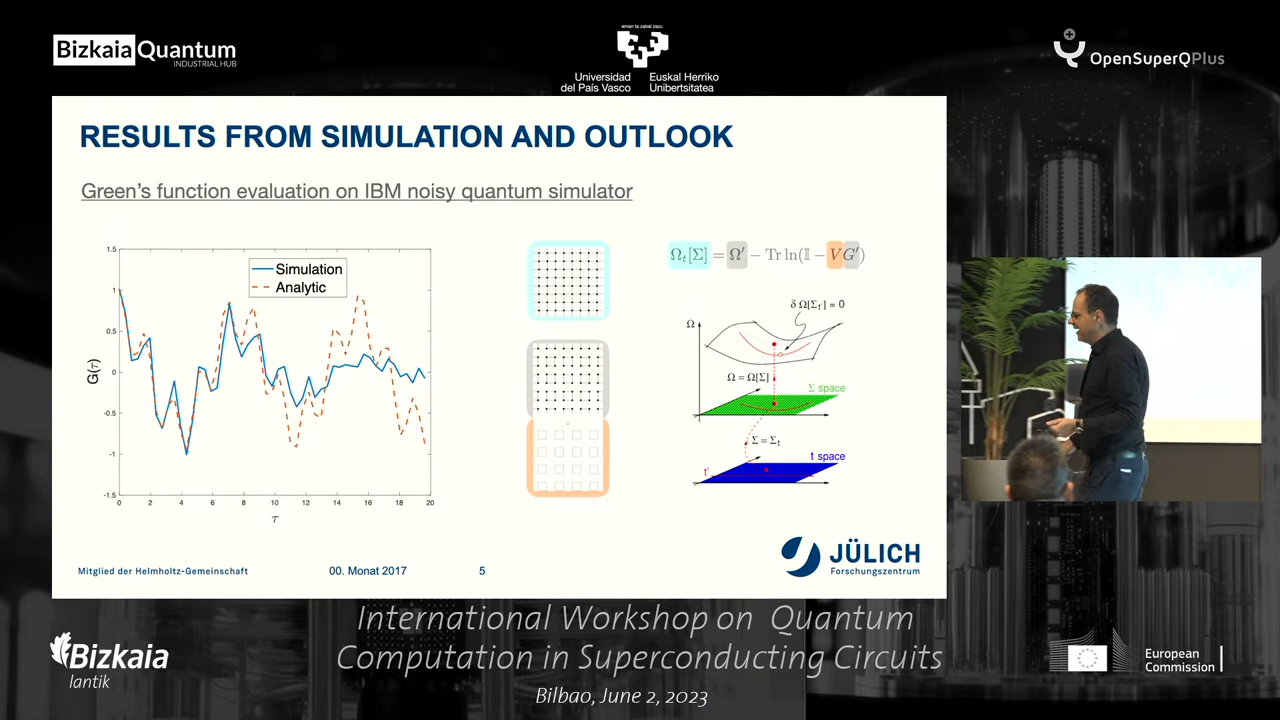 Bizkaia Quantum
INDUSTRIAL HUB
eman ta zabal zazu
Universidad
del País Vasco
Euskal Herriko
Unibertsitatea
OpenSuperQPlus
RESULTS FROM SIMULATION AND OUTLOOK
Green's function evaluation on IBM noisy quantum simulator
1.5
1
0.5
0
-0.5
-1
-1.5
G(τ)
Simulation
Analytic
0 2 4 6 8 10 12 14 16 18 20
τ
Ωt[Σ] = Ω′ − Tr ln(𝕀 − VG′)
δ Ω[Σt′] = 0
Ω
Ω = Ω[Σ]
Σ space
Σ = Σt
t space
t′
JÜLICH
Forschungszentrum
Mitglied der Helmholtz-Gemeinschaft
00. Monat 2017
5
International Workshop on Quantum
Computation in Superconducting Circuits
Bilbao, June 2, 2023
Bizkaia
lantik
European
Commission